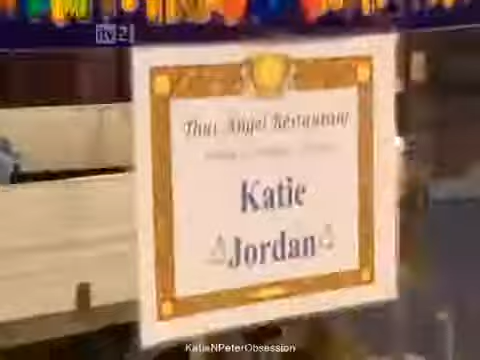 itv2
Thai Angel Restaurant
Katie
Jordan
KatieNPeterObsession